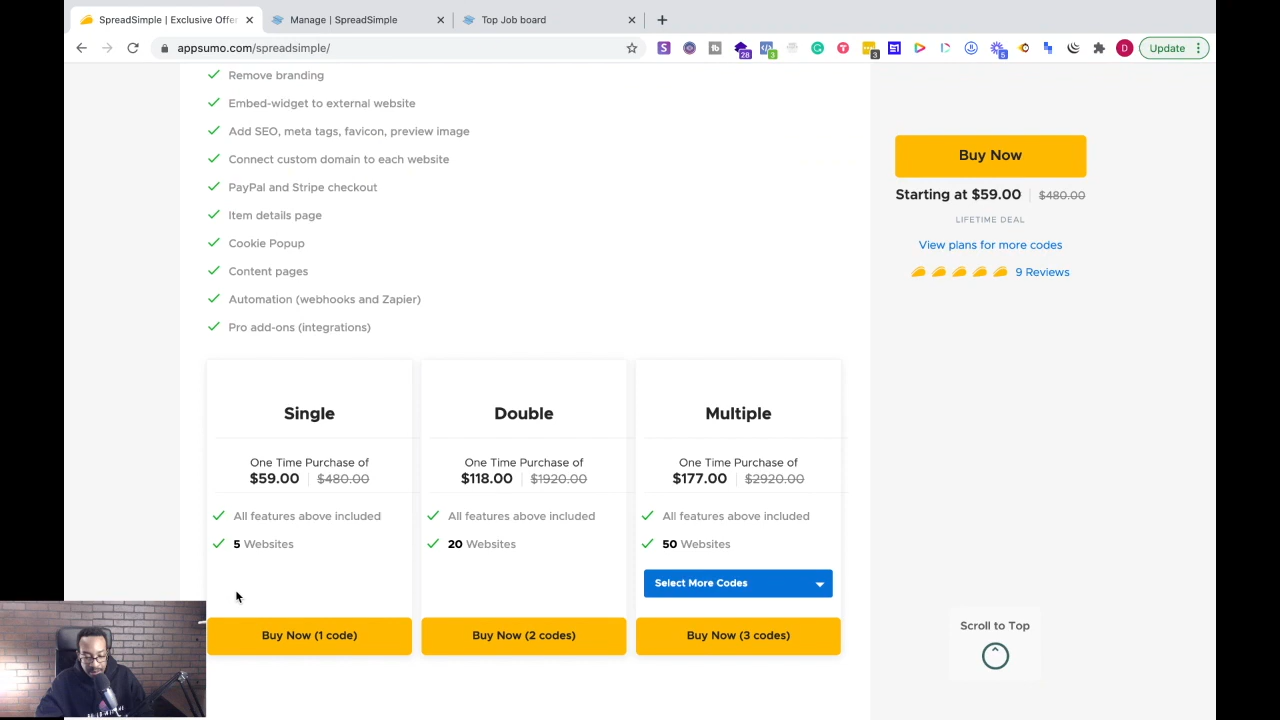 SpreadSimple | Exclusive Offer
Manage | SpreadSimple
Top Job board
appsumo.com/spreadsimple/
28
3
3
5
D
Update
Remove branding
Embed-widget to external website
Add SEO, meta tags, favicon, preview image
Connect custom domain to each website
PayPal and Stripe checkout
Item details page
Cookie Popup
Content pages
Automation (webhooks and Zapier)
Pro add-ons (integrations)
Buy Now
Starting at $59.00 | $480.00
LIFETIME DEAL
View plans for more codes
9 Reviews
Single
One Time Purchase of
$59.00 | $480.00
All features above included
5 Websites
Buy Now (1 code)
Double
One Time Purchase of
$118.00 | $1920.00
All features above included
20 Websites
Buy Now (2 codes)
Multiple
One Time Purchase of
$177.00 | $2920.00
All features above included
50 Websites
Select More Codes
Buy Now (3 codes)
Scroll to Top